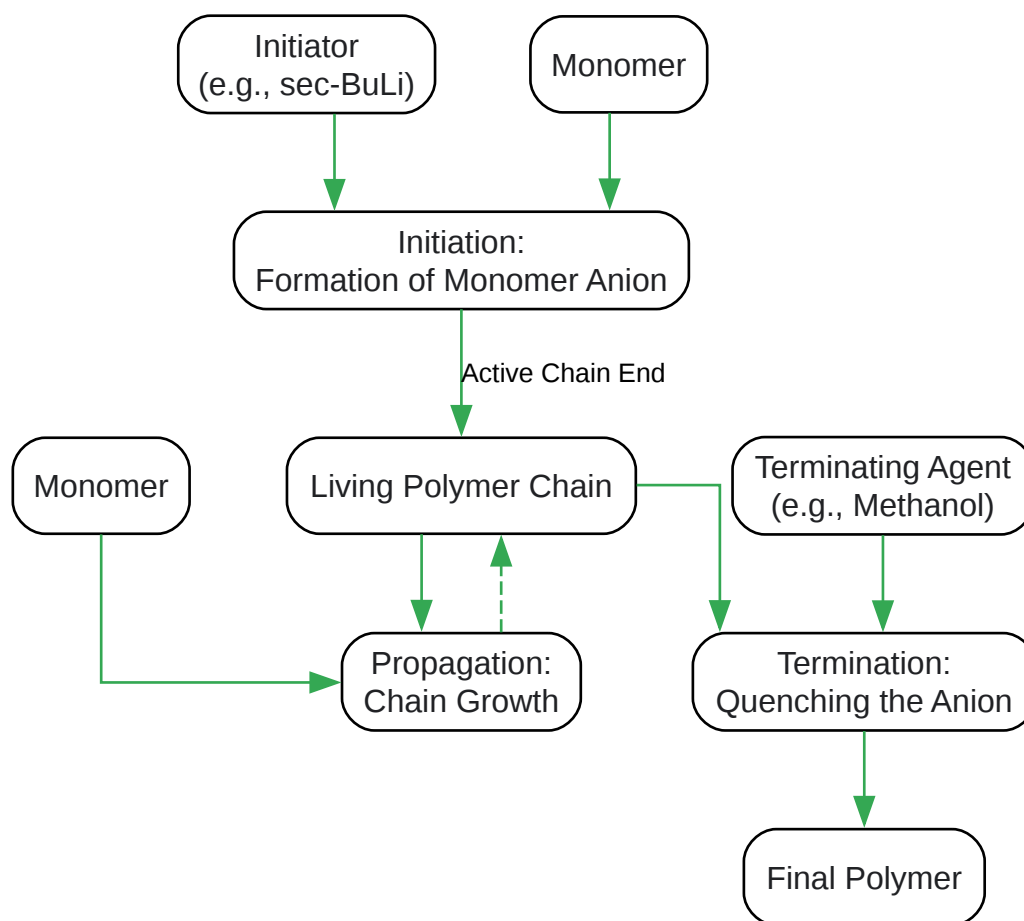 Initiator
(e.g., sec-BuLi)
Monomer
Initiation:
Formation of Monomer Anion
Active Chain End
Monomer
Living Polymer Chain
Terminating Agent
(e.g., Methanol)
Propagation:
Chain Growth
Termination:
Quenching the Anion
Final Polymer